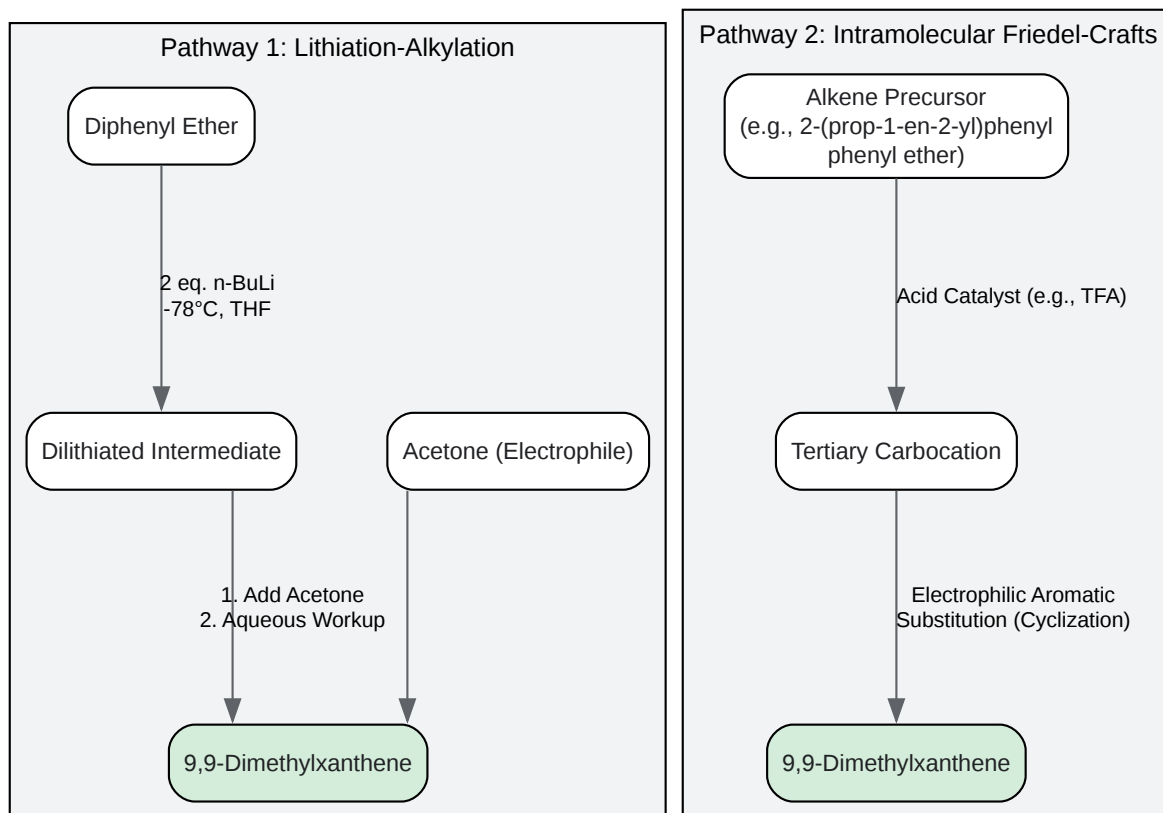 Pathway 1: Lithiation-Alkylation
Diphenyl Ether
2 eq. n-BuLi
-78°C, THF
Dilithiated Intermediate
Acetone (Electrophile)
1. Add Acetone
2. Aqueous Workup
9,9-Dimethylxanthene
Pathway 2: Intramolecular Friedel-Crafts
Alkene Precursor
(e.g., 2-(prop-1-en-2-yl)phenyl
phenyl ether)
Acid Catalyst (e.g., TFA)
Tertiary Carbocation
Electrophilic Aromatic
Substitution (Cyclization)
9,9-Dimethylxanthene